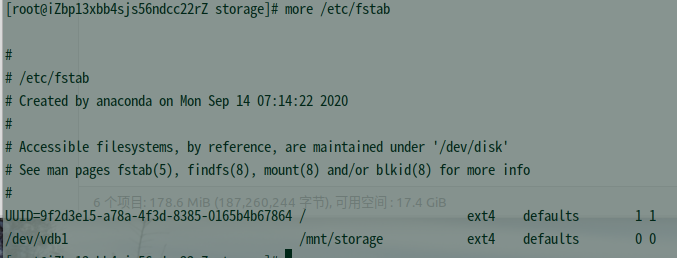 [root@iZbp13xbb4sjs56ndcc22rZ storage]# more /etc/fstab
#
# /etc/fstab
# Created by anaconda on Mon Sep 14 07:14:22 2020
#
# Accessible filesystems, by reference, are maintained under '/dev/disk'
# See man pages fstab(5), findfs(8), mount(8) and/or blkid(8) for more info
#
6 个项目: 178.6 MiB (187,260,244 字节), 可用空间 : 17.4 GiB
UUID=9f2d3e15-a78a-4f3d-8385-0165b4b67864 / ext4 defaults 1 1
/dev/vdb1 /mnt/storage ext4 defaults 0 0